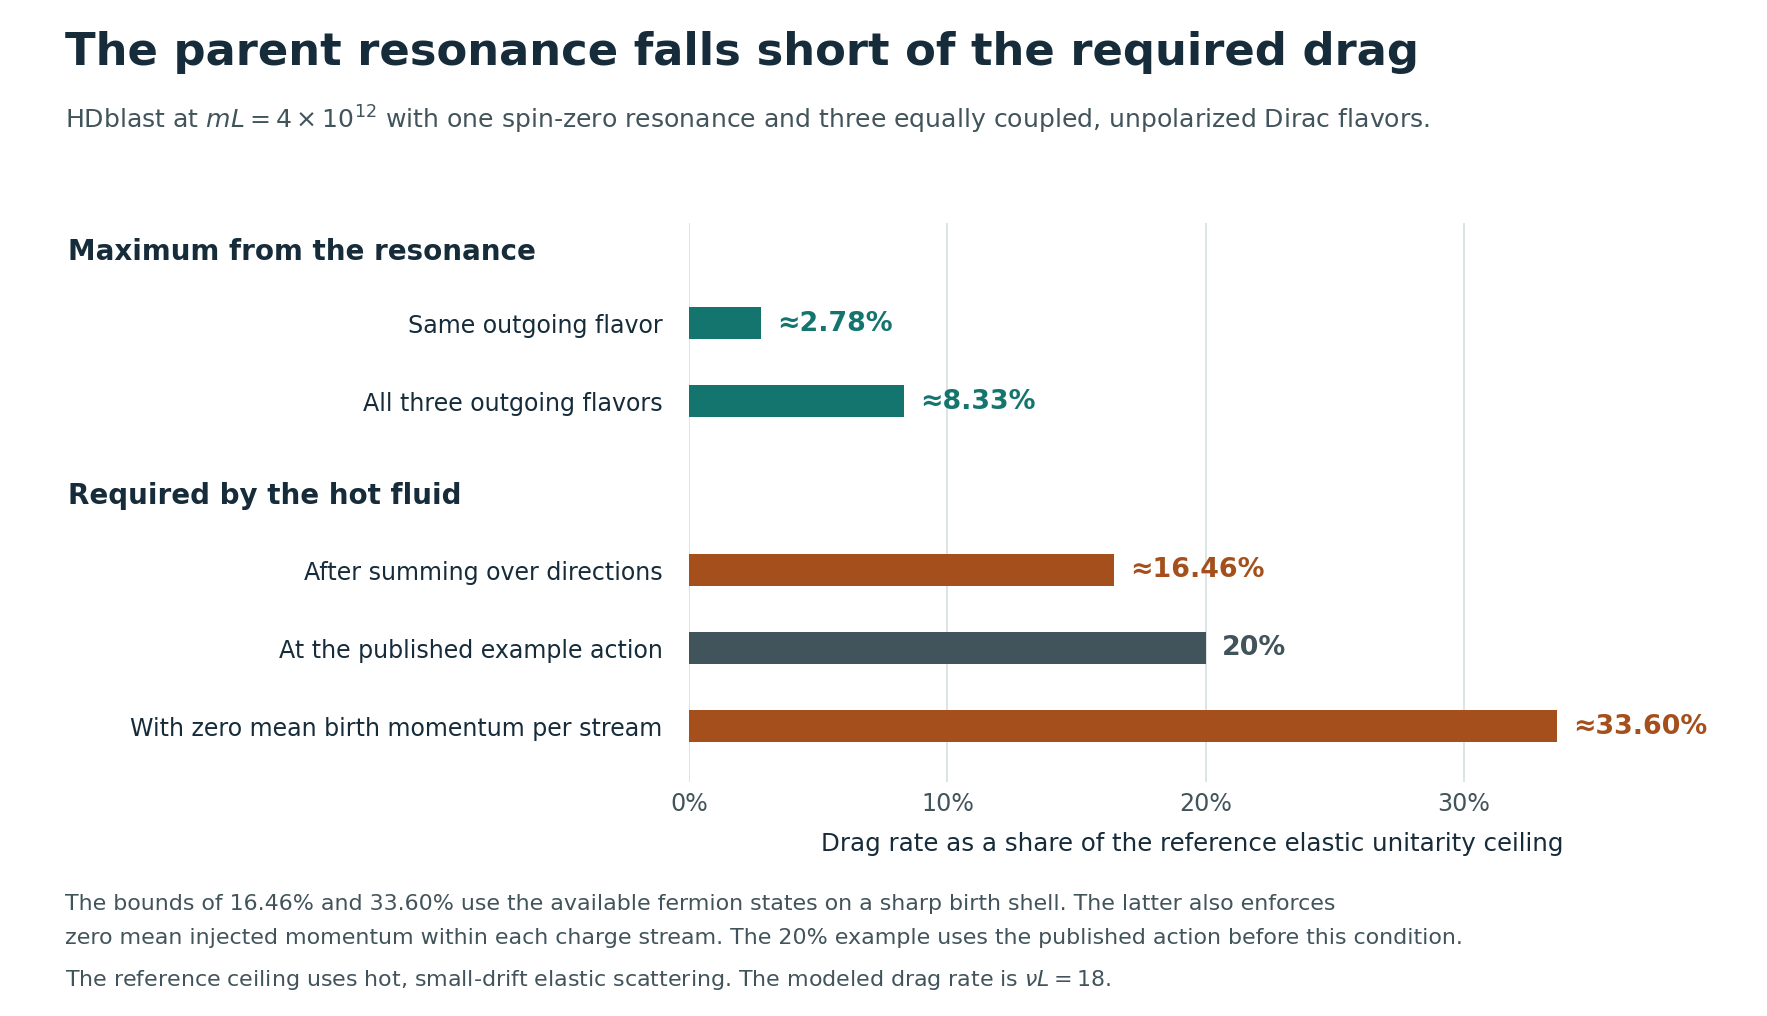 The parent resonance falls short of the required drag
HDblast at mL = 4 × 10¹² with one spin-zero resonance and three equally coupled, unpolarized Dirac flavors.
Maximum from the resonance
Same outgoing flavor ≈2.78%
All three outgoing flavors ≈8.33%
Required by the hot fluid
After summing over directions ≈16.46%
At the published example action 20%
With zero mean birth momentum per stream ≈33.60%
0% 10% 20% 30%
Drag rate as a share of the reference elastic unitarity ceiling
The bounds of 16.46% and 33.60% use the available fermion states on a sharp birth shell. The latter also enforces
zero mean injected momentum within each charge stream. The 20% example uses the published action before this condition.
The reference ceiling uses hot, small-drift elastic scattering. The modeled drag rate is νL = 18.